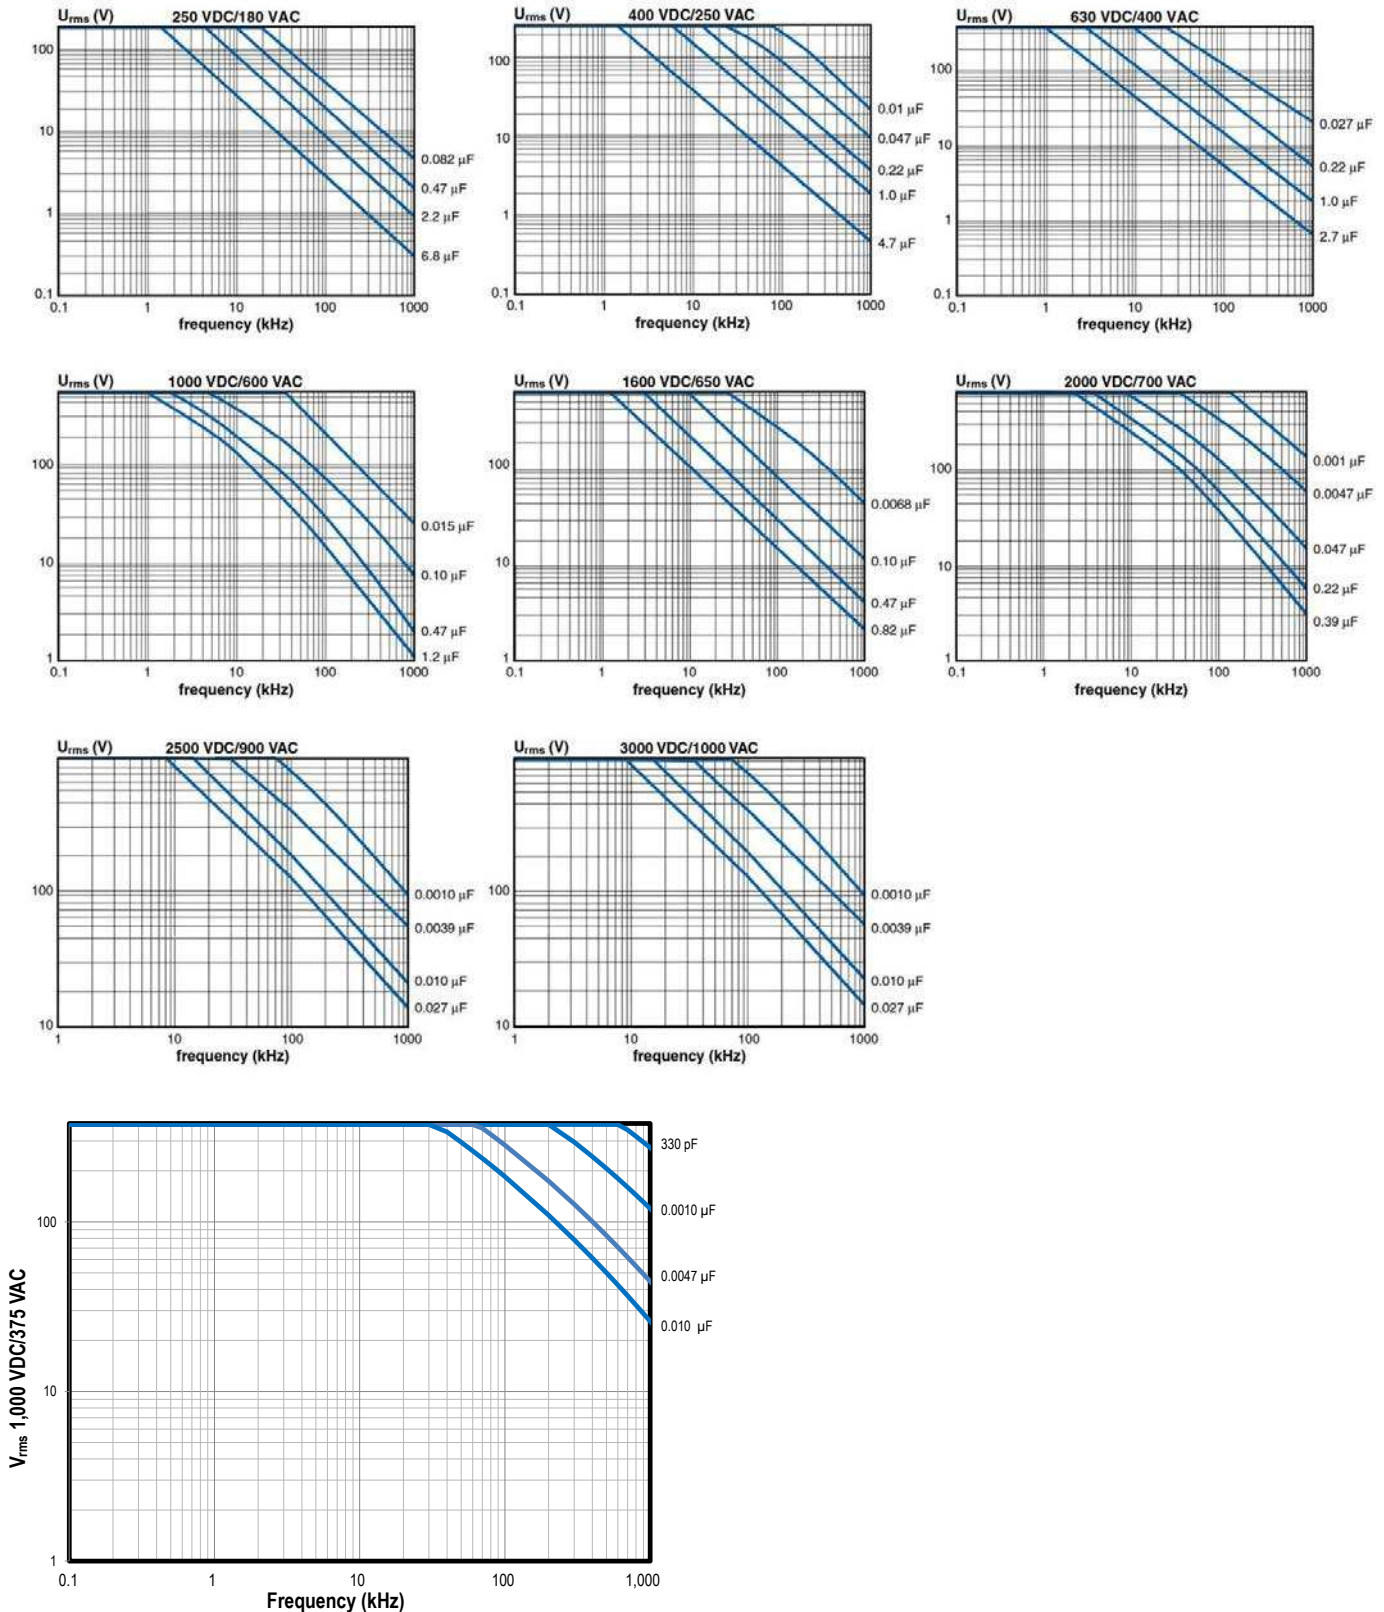 U_rms (V) 250 VDC/180 VAC
100
10
1
0.1
0.1 1 10 100 1000
frequency (kHz)
0.082 µF
0.47 µF
2.2 µF
6.8 µF
U_rms (V) 400 VDC/250 VAC
100
10
1
0.1
0.1 1 10 100 1000
frequency (kHz)
0.01 µF
0.047 µF
0.22 µF
1.0 µF
4.7 µF
U_rms (V) 630 VDC/400 VAC
100
10
1
0.1
0.1 1 10 100 1000
frequency (kHz)
0.027 µF
0.22 µF
1.0 µF
2.7 µF
U_rms (V) 1000 VDC/600 VAC
100
10
1
0.1 1 10 100 1000
frequency (kHz)
0.015 µF
0.10 µF
0.47 µF
1.2 µF
U_rms (V) 1600 VDC/650 VAC
100
10
1
0.1 1 10 100 1000
frequency (kHz)
0.0068 µF
0.10 µF
0.47 µF
0.82 µF
U_rms (V) 2000 VDC/700 VAC
100
10
1
0.1 1 10 100 1000
frequency (kHz)
0.001 µF
0.0047 µF
0.047 µF
0.22 µF
0.39 µF
U_rms (V) 2500 VDC/900 VAC
100
10
1 10 100 1000
frequency (kHz)
0.0010 µF
0.0039 µF
0.010 µF
0.027 µF
U_rms (V) 3000 VDC/1000 VAC
100
10
1 10 100 1000
frequency (kHz)
0.0010 µF
0.0039 µF
0.010 µF
0.027 µF
V_rms 1,000 VDC/375 VAC
100
10
1
0.1 1 10 100 1,000
Frequency (kHz)
330 pF
0.0010 µF
0.0047 µF
0.010 µF